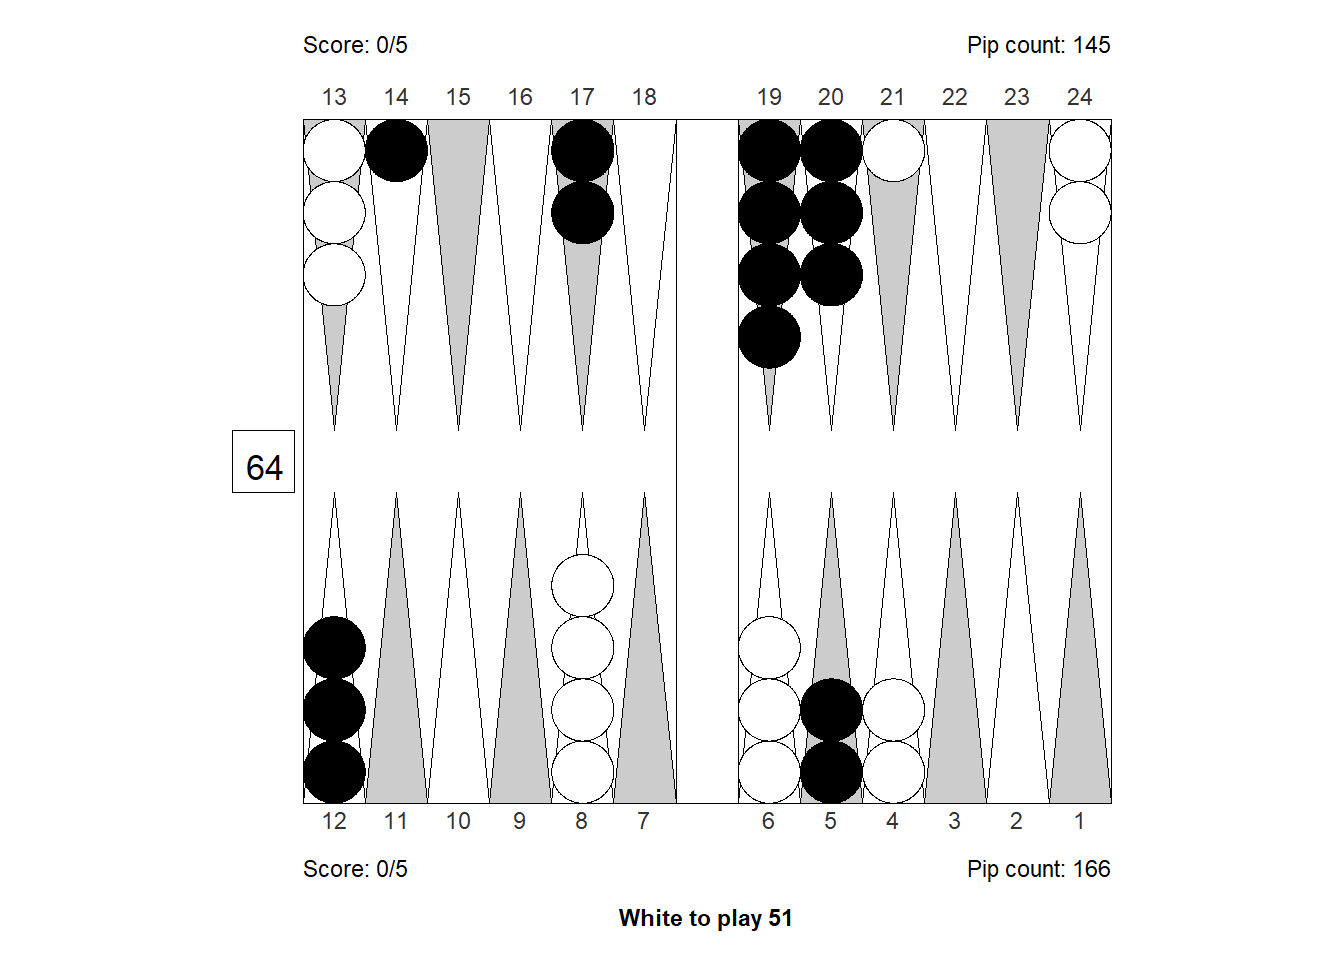 Score: 0/5 Pip count: 145
13 14 15 16 17 18 19 20 21 22 23 24
64
12 11 10 9 8 7 6 5 4 3 2 1
Score: 0/5 Pip count: 166
White to play 51